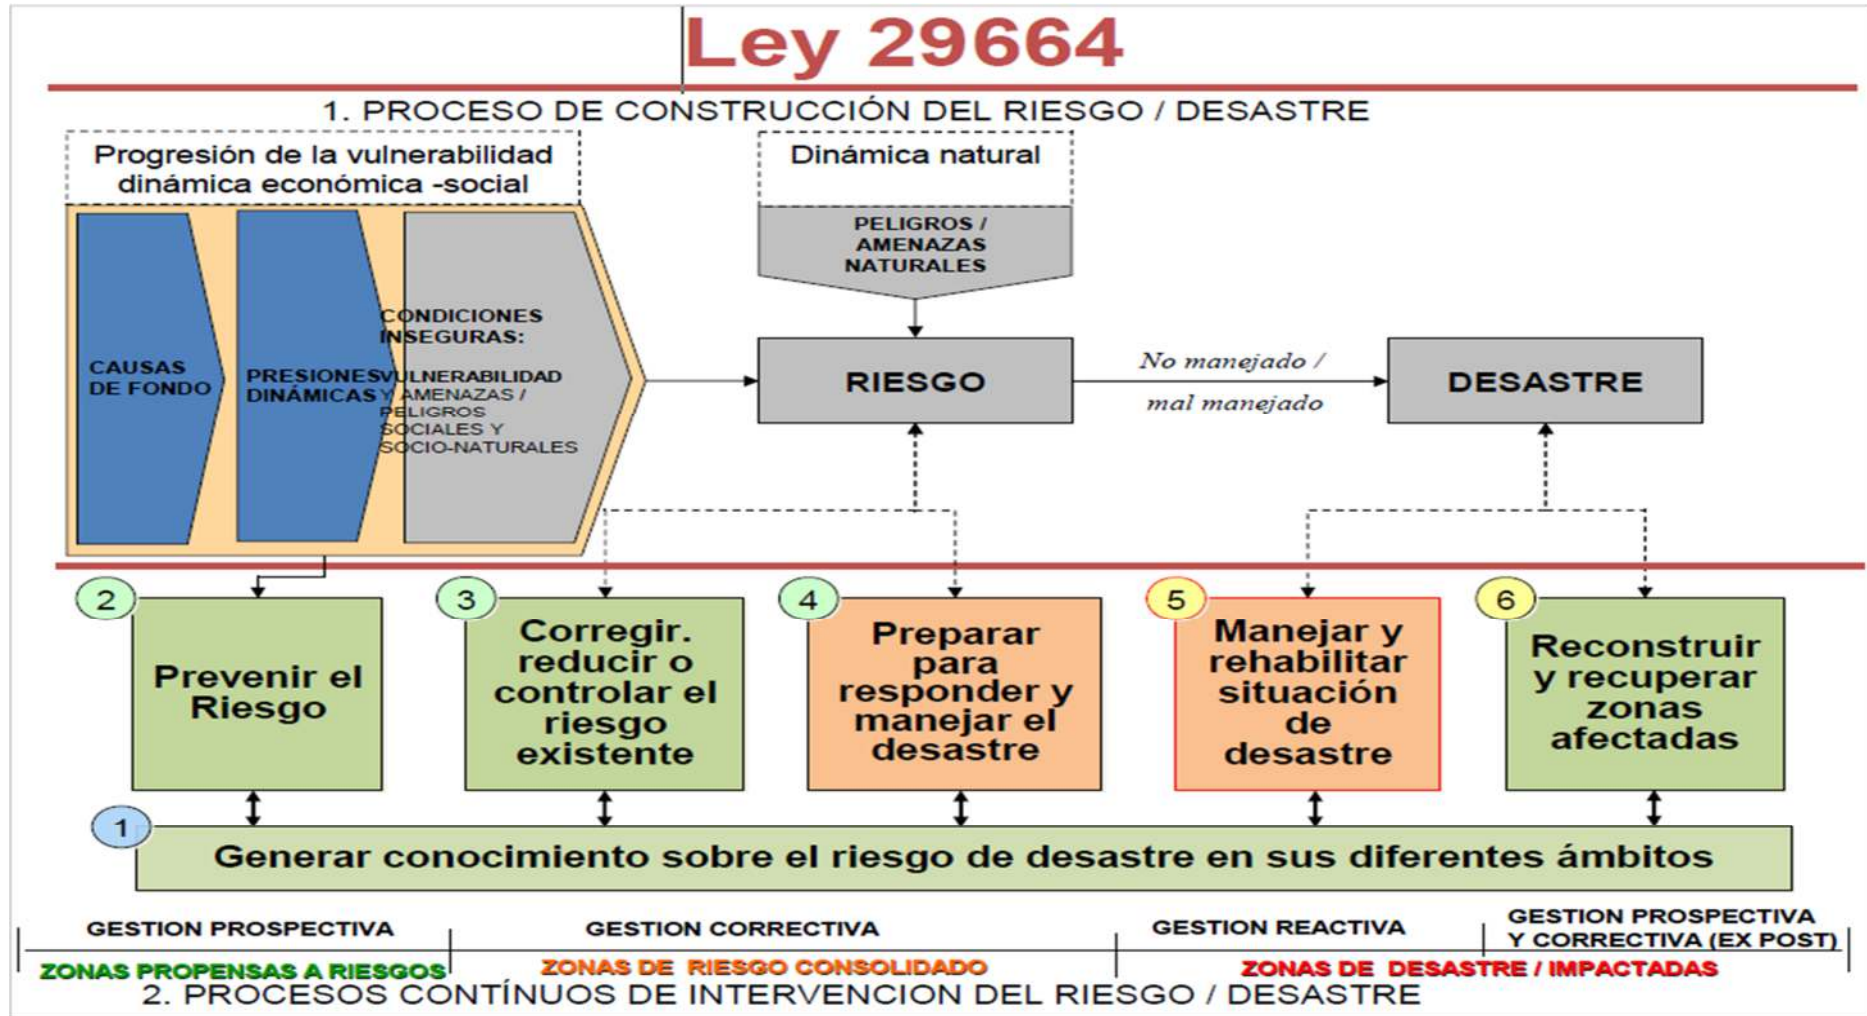 Ley 29664
1. PROCESO DE CONSTRUCCIÓN DEL RIESGO / DESASTRE
Progresión de la vulnerabilidad
dinámica económica -social
Dinámica natural
PELIGROS /
AMENAZAS
NATURALES
CAUSAS
DE FONDO
PRESIONES
DINÁMICAS
CONDICIONES
INSEGURAS:
VULNERABILIDAD
Y AMENAZAS /
PELIGROS
SOCIALES Y
SOCIO-NATURALES
RIESGO
No manejado /
mal manejado
DESASTRE
2
Prevenir el
Riesgo
3
Corregir.
reducir o
controlar el
riesgo
existente
4
Preparar
para
responder y
manejar el
desastre
5
Manejar y
rehabilitar
situación
de
desastre
6
Reconstruir
y recuperar
zonas
afectadas
1
Generar conocimiento sobre el riesgo de desastre en sus diferentes ámbitos
GESTION PROSPECTIVA
GESTION CORRECTIVA
GESTION REACTIVA
GESTION PROSPECTIVA
Y CORRECTIVA (EX POST)
ZONAS PROPENSAS A RIESGOS
ZONAS DE RIESGO CONSOLIDADO
ZONAS DE DESASTRE / IMPACTADAS
2. PROCESOS CONTÍNUOS DE INTERVENCION DEL RIESGO / DESASTRE